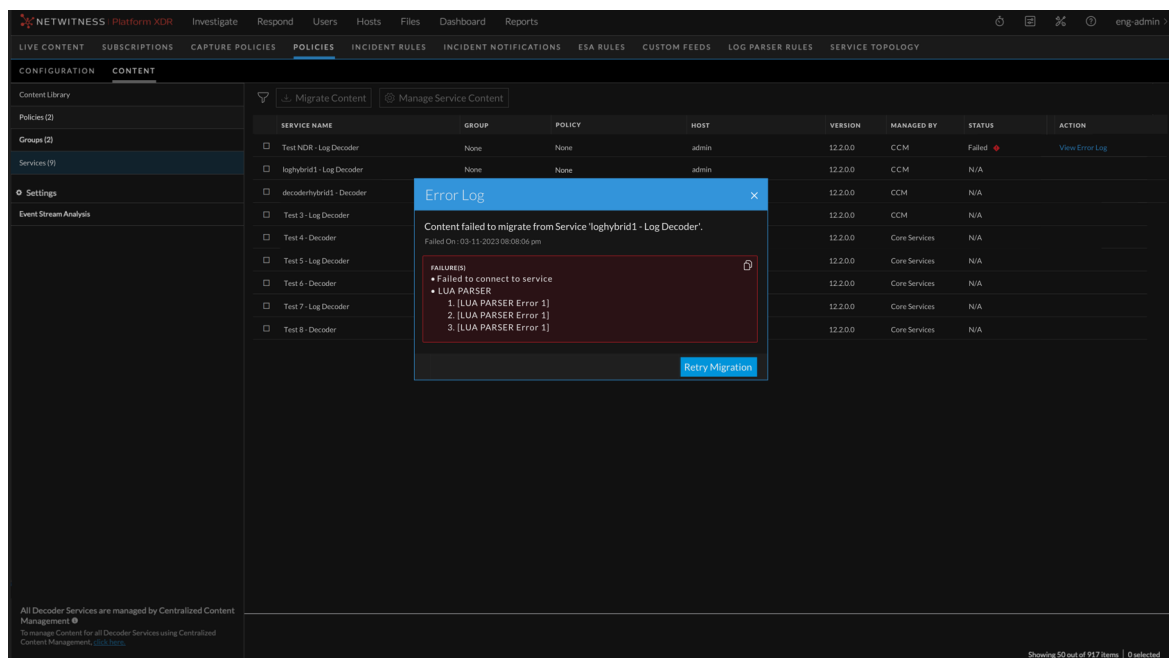 NETWITNESS Platform XDR Investigate Respond Users Hosts Files Dashboard Reports eng-admin
LIVE CONTENT SUBSCRIPTIONS CAPTURE POLICIES POLICIES INCIDENT RULES INCIDENT NOTIFICATIONS ESA RULES CUSTOM FEEDS LOG PARSER RULES SERVICE TOPOLOGY
CONFIGURATION CONTENT
Content Library
Policies (2)
Groups (2)
Services (9)
Settings
Event Stream Analysis
Migrate Content Manage Service Content
SERVICE NAME GROUP POLICY HOST VERSION MANAGED BY STATUS ACTION
Test NDR - Log Decoder None None admin 12.2.0.0 CCM Failed View Error Log
loghybrid1 - Log Decoder None None admin 12.2.0.0 CCM N/A
decoderhybrid1 - Decoder 12.2.0.0 CCM N/A
Test 3 - Log Decoder 12.2.0.0 CCM N/A
Test 4 - Decoder 12.2.0.0 Core Services N/A
Test 5 - Log Decoder 12.2.0.0 Core Services N/A
Test 6 - Decoder 12.2.0.0 Core Services N/A
Test 7 - Log Decoder 12.2.0.0 Core Services N/A
Test 8 - Decoder 12.2.0.0 Core Services N/A
Error Log
Content failed to migrate from Service 'loghybrid1 - Log Decoder'.
Failed On : 03-11-2023 08:08:06 pm
FAILURE(S)
• Failed to connect to service
• LUA PARSER
1. [LUA PARSER Error 1]
2. [LUA PARSER Error 1]
3. [LUA PARSER Error 1]
Retry Migration
All Decoder Services are managed by Centralized Content
Management
To manage Content for all Decoder Services using Centralized
Content Management, click here.
Showing 50 out of 917 items | 0 selected